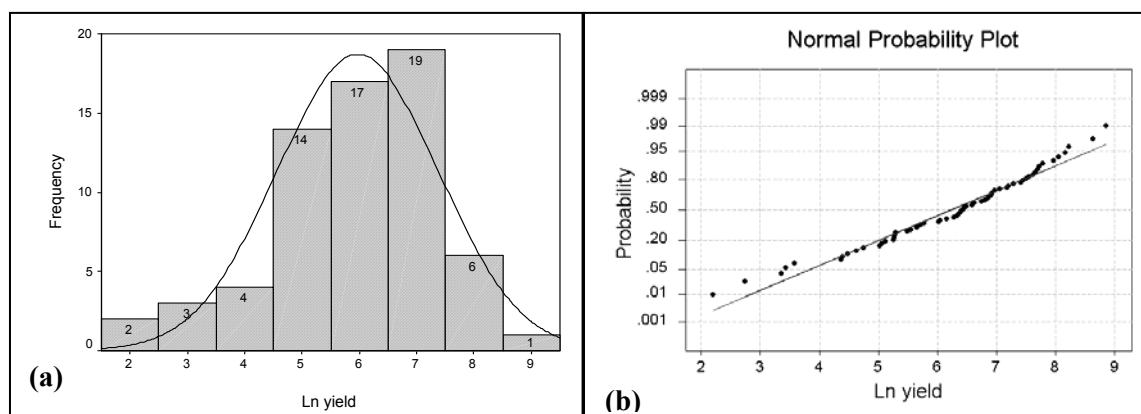 20
15
10
5
0
Frequency
2
3
4
14
17
19
6
1
2 3 4 5 6 7 8 9
Ln yield
(a)
Normal Probability Plot
.999
.99
.95
.80
.50
.20
.05
.01
.001
Probability
2 3 4 5 6 7 8 9
Ln yield
(b)